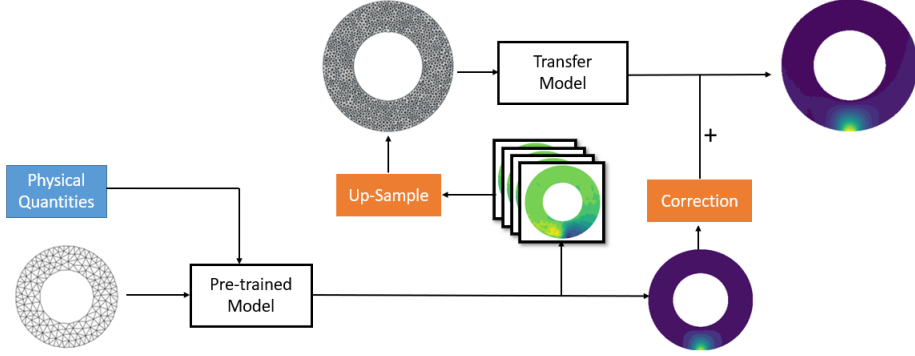 Transfer
Model
+
Physical
Quantities
Up-Sample
Correction
Pre-trained
Model